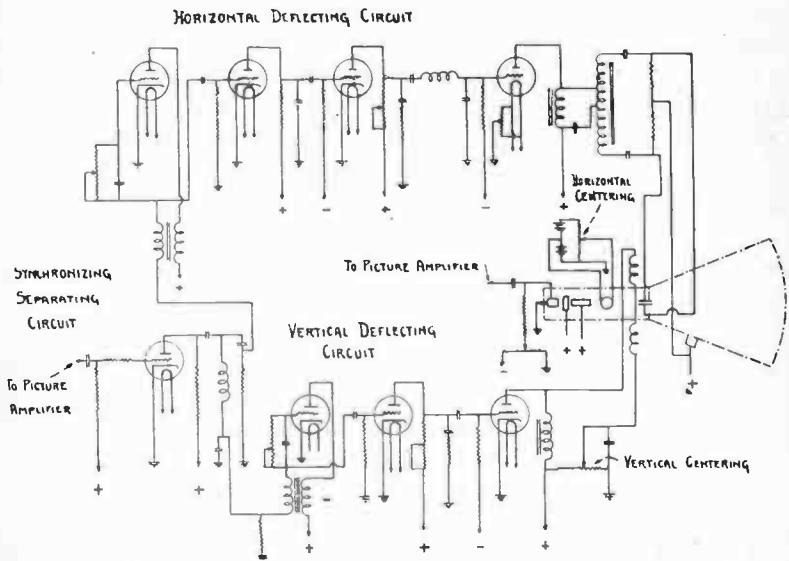 HORIZONTAL DEFLECTING CIRCUIT
HORIZONTAL
CENTERING
TO PICTURE AMPLIFIER
SYNCHRONIZING
SEPARATING
CIRCUIT
VERTICAL DEFLECTING
CIRCUIT
TO PICTURE
AMPLIFIER
VERTICAL CENTERING